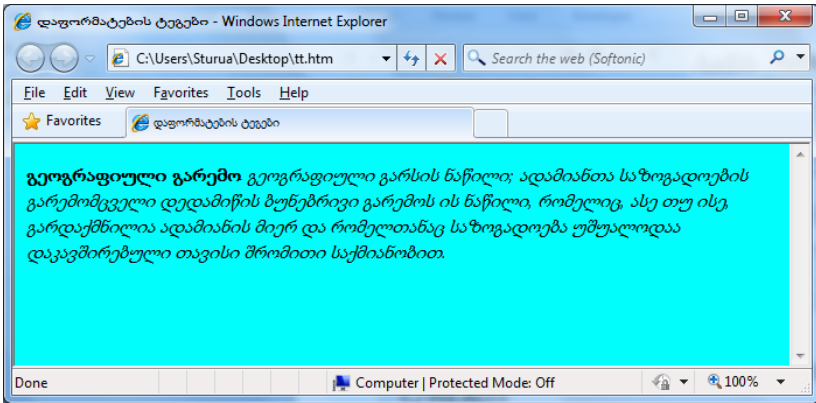 დაფორმატების ტეგები - Windows Internet Explorer
C:\Users\Sturua\Desktop\tt.htm
Search the web (Softonic)
File Edit View Favorites Tools Help
Favorites
დაფორმატების ტეგები
გეოგრაფიული გარემო გეოგრაფიული გარსის ნაწილი; ადამიანთა საზოგადოების
გარემომცველი დედამიწის ბუნებრივი გარემოს ის ნაწილი, რომელიც, ასე თუ ისე,
გარდაქმნილია ადამიანის მიერ და რომელთანაც საზოგადოება უშუალოდაა
დაკავშირებული თავისი შრომითი საქმიანობით.
Done
Computer | Protected Mode: Off
100%